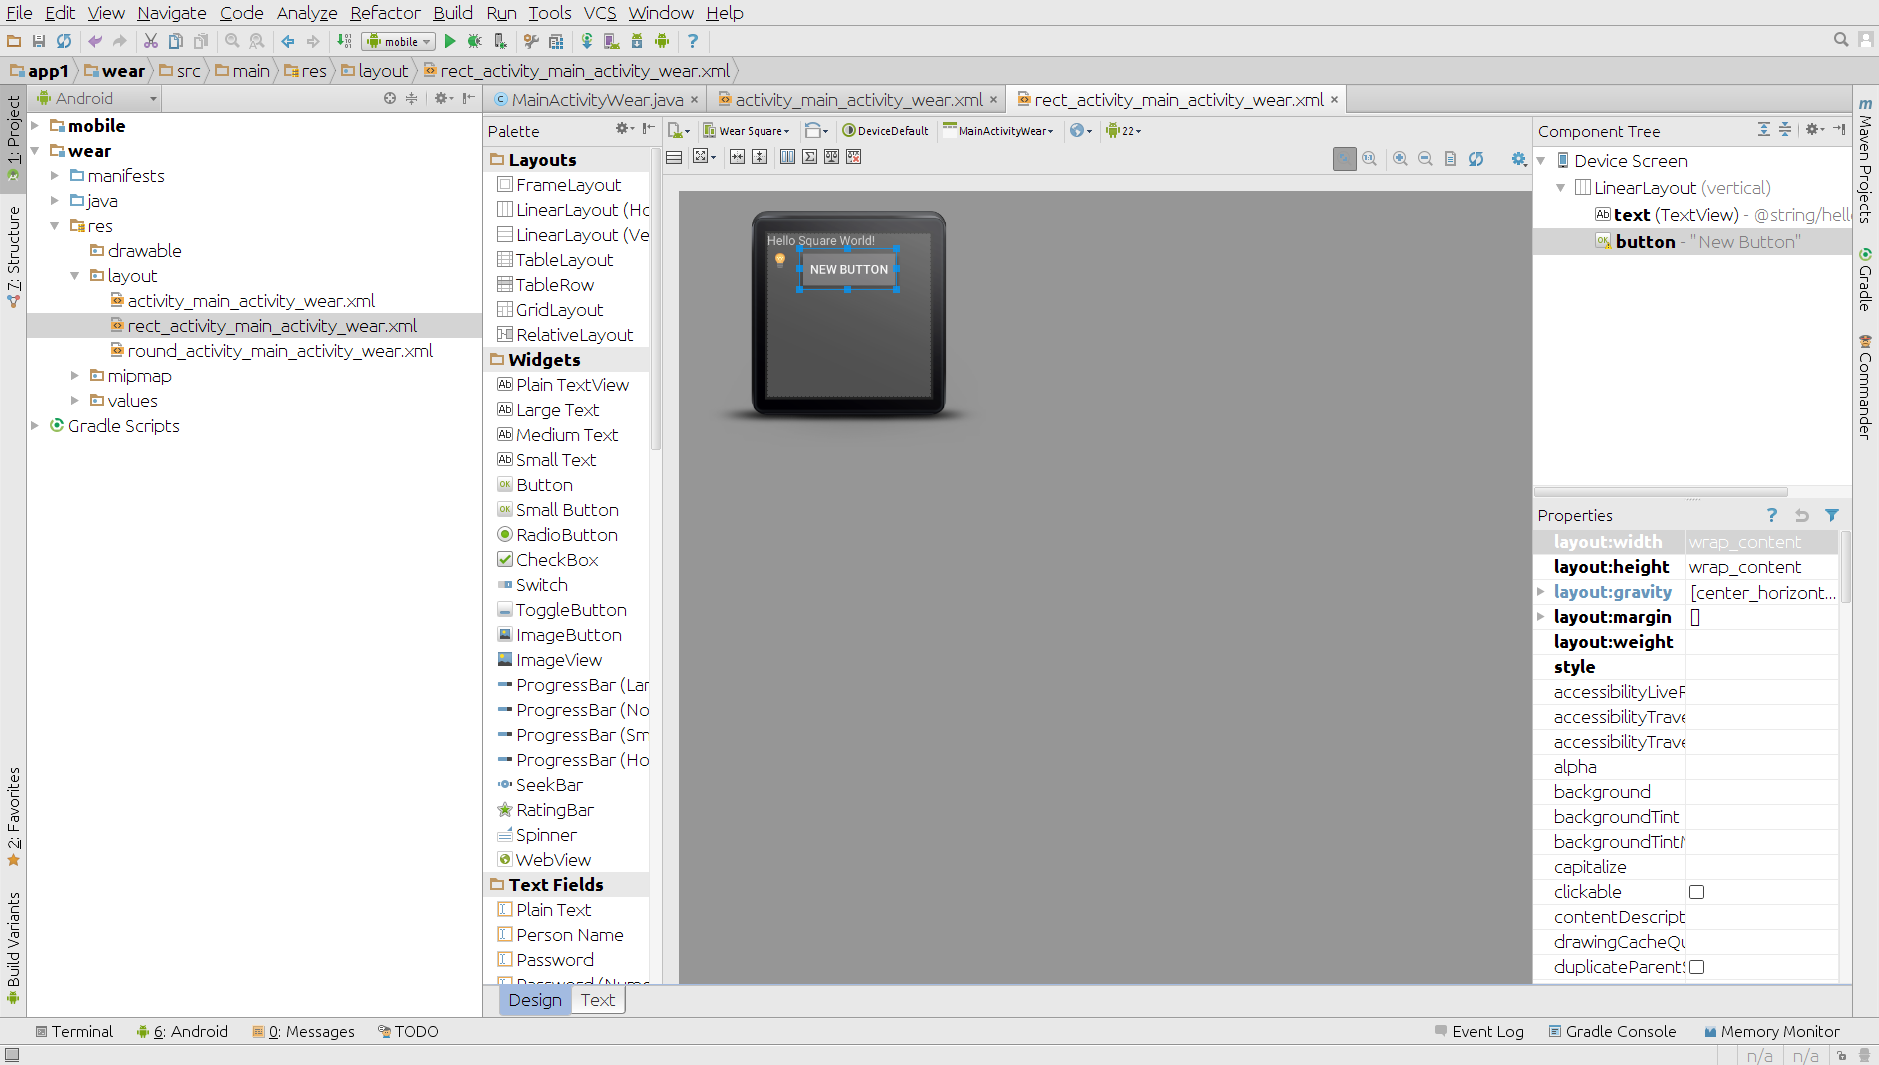 File Edit View Navigate Code Analyze Refactor Build Run Tools VCS Window Help
mobile
app1 wear src main res layout rect_activity_main_activity_wear.xml
1: Project
7: Structure
2: Favorites
Build Variants
Android
mobile
wear
manifests
java
res
drawable
layout
activity_main_activity_wear.xml
rect_activity_main_activity_wear.xml
round_activity_main_activity_wear.xml
mipmap
values
Gradle Scripts
MainActivityWear.java activity_main_activity_wear.xml rect_activity_main_activity_wear.xml
Palette
Layouts
FrameLayout
LinearLayout (Ho
LinearLayout (Ve
TableLayout
TableRow
GridLayout
RelativeLayout
Widgets
Plain TextView
Large Text
Medium Text
Small Text
Button
Small Button
RadioButton
CheckBox
Switch
ToggleButton
ImageButton
ImageView
ProgressBar (Lar
ProgressBar (No
ProgressBar (Sm
ProgressBar (Ho
SeekBar
RatingBar
Spinner
WebView
Text Fields
Plain Text
Person Name
Password
Password (Nume
Wear Square DeviceDefault MainActivityWear 22
Hello Square World!
NEW BUTTON
Design Text
Component Tree
Device Screen
LinearLayout (vertical)
text (TextView) - @string/hell
button - "New Button"
Properties
layout:width wrap_content
layout:height wrap_content
layout:gravity [center_horizont...
layout:margin []
layout:weight
style
accessibilityLiveR
accessibilityTrave
accessibilityTrave
alpha
background
backgroundTint
backgroundTintM
capitalize
clickable
contentDescript
drawingCacheQu
duplicateParentS
Maven Projects
Gradle
Commander
Terminal 6: Android 0: Messages TODO Event Log Gradle Console Memory Monitor
n/a n/a